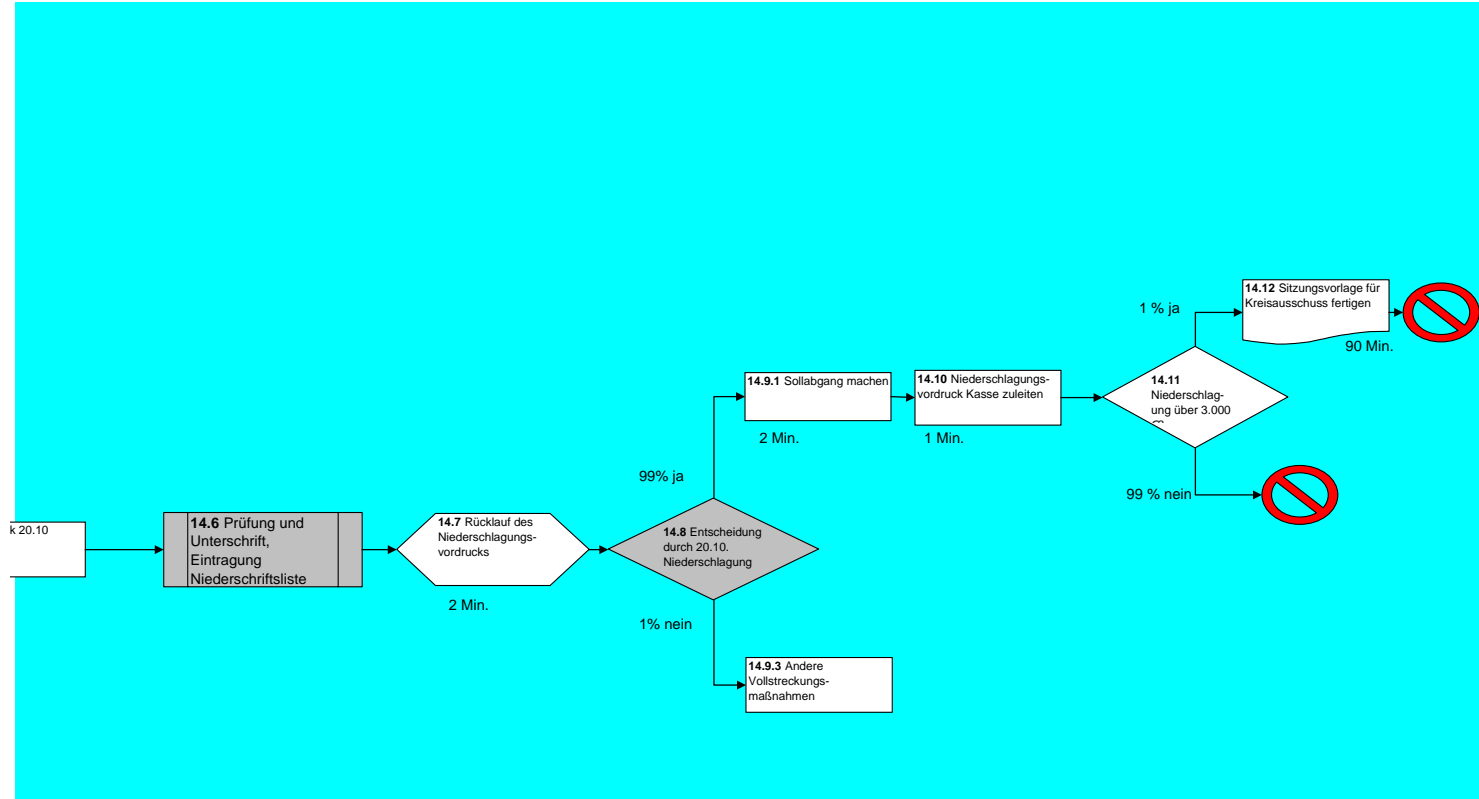 k 20.10
14.6 Prüfung und
Unterschrift,
Eintragung
Niederschriftsliste
14.7 Rücklauf des
Niederschlagungs-
vordrucks
2 Min.
14.8 Entscheidung
durch 20.10.
Niederschlagung
99% ja
1% nein
14.9.1 Sollabgang machen
2 Min.
14.10 Niederschlagungs-
vordruck Kasse zuleiten
1 Min.
14.9.3 Andere
Vollstreckungs-
maßnahmen
14.11
Niederschlag-
ung über 3.000
1 % ja
99 % nein
14.12 Sitzungsvorlage für
Kreisausschuss fertigen
90 Min.